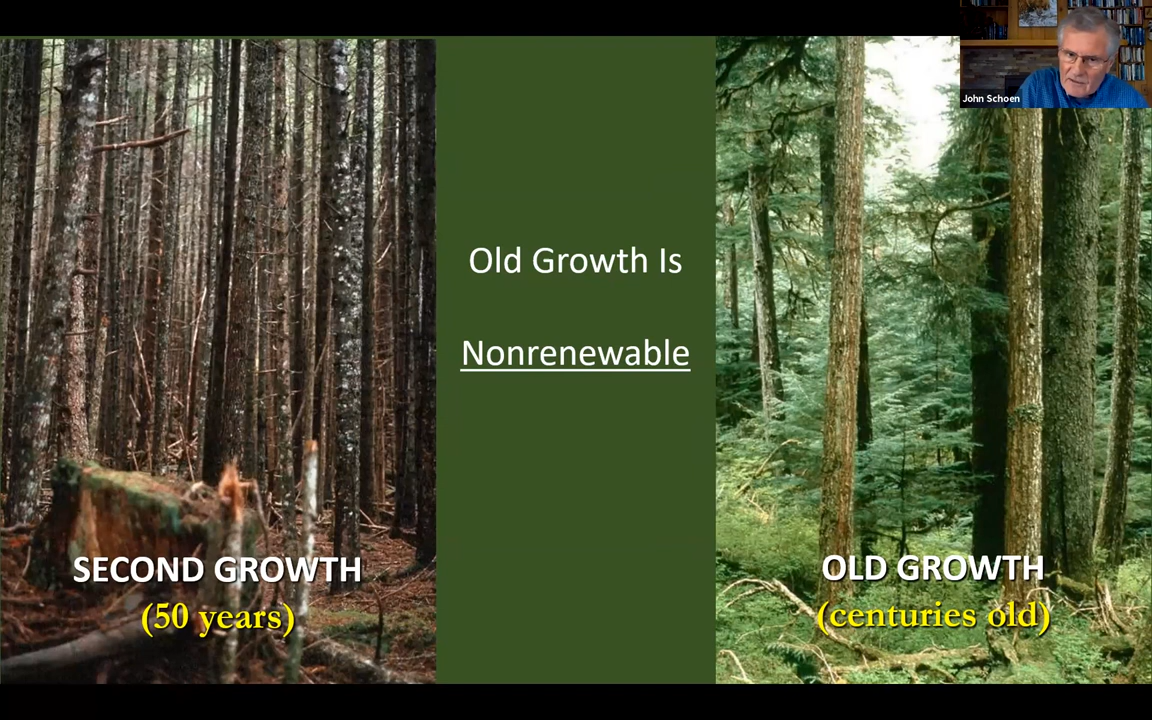 John Schoen
Old Growth Is
Nonrenewable
SECOND GROWTH
(50 years)
OLD GROWTH
(centuries old)